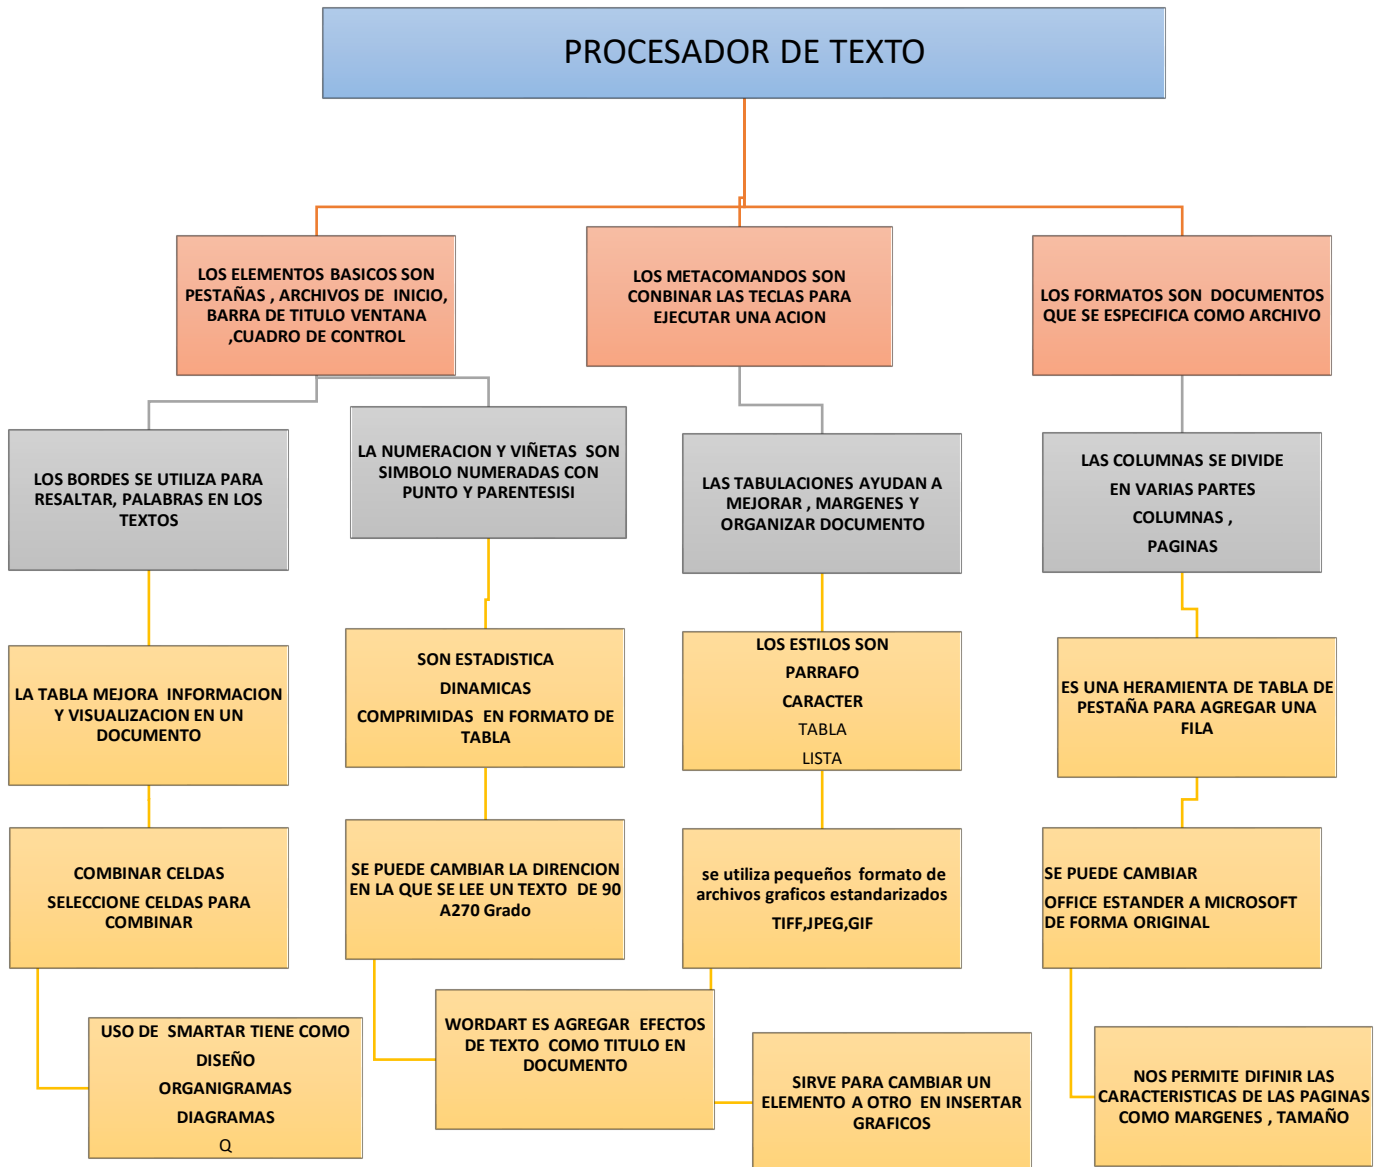 PROCESADOR DE TEXTO
LOS ELEMENTOS BASICOS SON
PESTAÑAS , ARCHIVOS DE INICIO,
BARRA DE TITULO VENTANA
,CUADRO DE CONTROL
LOS METACOMANDOS SON
CONBINAR LAS TECLAS PARA
EJECUTAR UNA ACION
LOS FORMATOS SON DOCUMENTOS
QUE SE ESPECIFICA COMO ARCHIVO
LOS BORDES SE UTILIZA PARA
RESALTAR, PALABRAS EN LOS
TEXTOS
LA NUMERACION Y VIÑETAS SON
SIMBOLO NUMERADAS CON
PUNTO Y PARENTESISI
LAS TABULACIONES AYUDAN A
MEJORAR , MARGENES Y
ORGANIZAR DOCUMENTO
LAS COLUMNAS SE DIVIDE
EN VARIAS PARTES
COLUMNAS ,
PAGINAS
LA TABLA MEJORA INFORMACION
Y VISUALIZACION EN UN
DOCUMENTO
SON ESTADISTICA
DINAMICAS
COMPRIMIDAS EN FORMATO DE
TABLA
LOS ESTILOS SON
PARRAFO
CARACTER
TABLA
LISTA
ES UNA HERAMIENTA DE TABLA DE
PESTAÑA PARA AGREGAR UNA
FILA
COMBINAR CELDAS
SELECCIONE CELDAS PARA
COMBINAR
SE PUEDE CAMBIAR LA DIRENCION
EN LA QUE SE LEE UN TEXTO DE 90
A270 Grado
se utiliza pequeños formato de
archivos graficos estandarizados
TIFF,JPEG,GIF
SE PUEDE CAMBIAR
OFFICE ESTANDER A MICROSOFT
DE FORMA ORIGINAL
USO DE SMARTAR TIENE COMO
DISEÑO
ORGANIGRAMAS
DIAGRAMAS
Q
WORDART ES AGREGAR EFECTOS
DE TEXTO COMO TITULO EN
DOCUMENTO
SIRVE PARA CAMBIAR UN
ELEMENTO A OTRO EN INSERTAR
GRAFICOS
NOS PERMITE DIFINIR LAS
CARACTERISTICAS DE LAS PAGINAS
COMO MARGENES , TAMAÑO